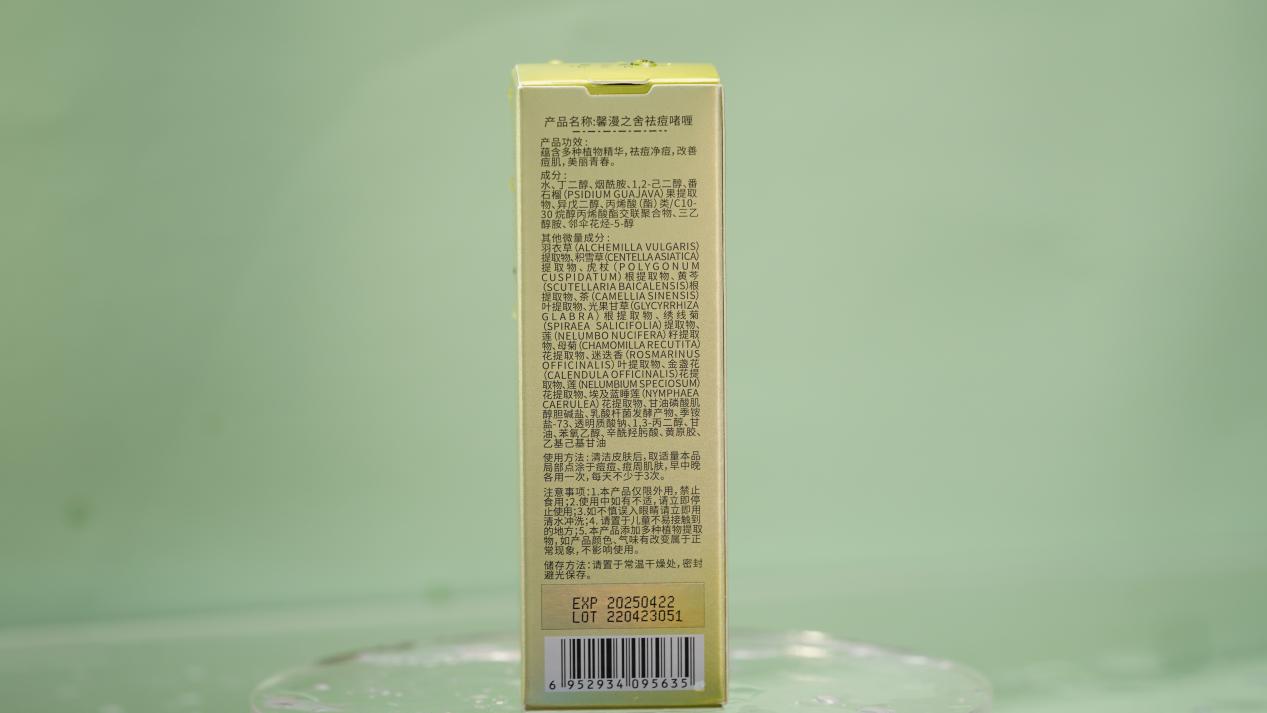 产品名称:馨漫之舍祛痘啫喱
产品功效:
蕴含多种植物精华,祛痘净痘,改善
痘肌,美丽青春。
成分:
水、丁二醇、烟酰胺、1,2-己二醇、番
石榴(PSIDIUM GUAJAVA)果提取
物、异戊二醇、丙烯酸(酯)类/C10-
30烷醇丙烯酸酯交联聚合物、三乙
醇胺、邻伞花烃-5-醇
其他微量成分:
羽衣草(ALCHEMILLA VULGARIS)
提取物、积雪草(CENTELLA ASIATICA)
提取物、虎杖(POLYGONUM
CUSPIDATUM)根提取物、黄芩
(SCUTELLARIA BAICALENSIS)根
提取物、茶(CAMELLIA SINENSIS)
叶提取物、光果甘草(GLYCYRRHIZA
GLABRA)根提取物、绣线菊
(SPIRAEA SALICIFOLIA)提取物、
莲(NELUMBO NUCIFERA)籽提取
物、母菊(CHAMOMILLA RECUTITA)
花提取物、迷迭香(ROSMARINUS
OFFICINALIS)叶提取物、金盏花
(CALENDULA OFFICINALIS)花提
取物、莲(NELUMBIUM SPECIOSUM)
花提取物、埃及蓝睡莲(NYMPHAEA
CAERULEA)花提取物、甘油磷酸肌
醇胆碱盐、乳酸杆菌发酵产物、季铵
盐-73、透明质酸钠、1,3-丙二醇、甘
油、苯氧乙醇、辛酰羟肟酸、黄原胶、
乙基己基甘油
使用方法:清洁皮肤后,取适量本品
局部点涂于痘痘、痘周肌肤,早中晚
各用一次,每天不少于3次。
注意事项:1.本产品仅限外用,禁止
食用;2.使用中如有不适,请立即停
止使用;3.如不慎误入眼睛请立即用
清水冲洗;4.请置于儿童不易接触到
的地方;5.本产品添加多种植物提取
物,如产品颜色、气味有改变属于正
常现象,不影响使用。
储存方法:请置于常温干燥处,密封
避光保存。
EXP 20250422
LOT 220423051
6 952934 095635